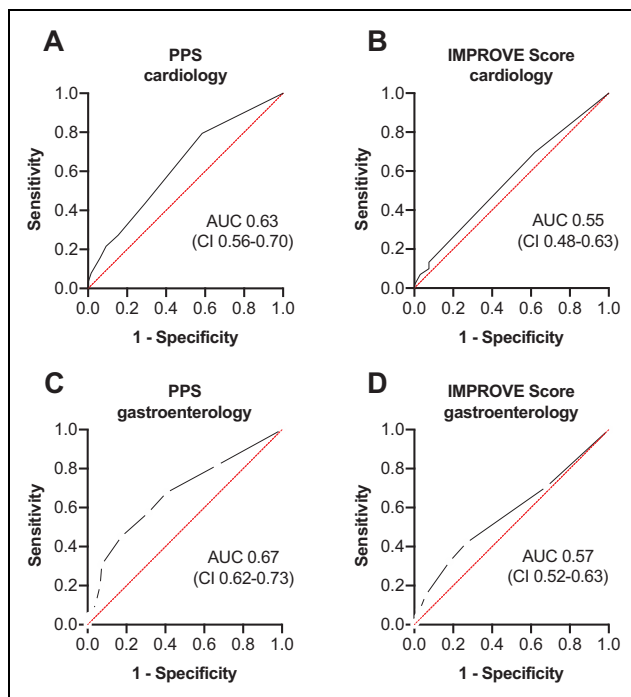 A
PPS
cardiology
1.0
0.8
0.6
0.4
0.2
0.0
Sensitivity
AUC 0.63
(CI 0.56-0.70)
0.0 0.2 0.4 0.6 0.8 1.0
1 - Specificity
B
IMPROVE Score
cardiology
1.0
0.8
0.6
0.4
0.2
0.0
Sensitivity
AUC 0.55
(CI 0.48-0.63)
0.0 0.2 0.4 0.6 0.8 1.0
1 - Specificity
C
PPS
gastroenterology
1.0
0.8
0.6
0.4
0.2
0.0
Sensitivity
AUC 0.67
(CI 0.62-0.73)
0.0 0.2 0.4 0.6 0.8 1.0
1 - Specificity
D
IMPROVE Score
gastroenterology
1.0
0.8
0.6
0.4
0.2
0.0
Sensitivity
AUC 0.57
(CI 0.52-0.63)
0.0 0.2 0.4 0.6 0.8 1.0
1 - Specificity